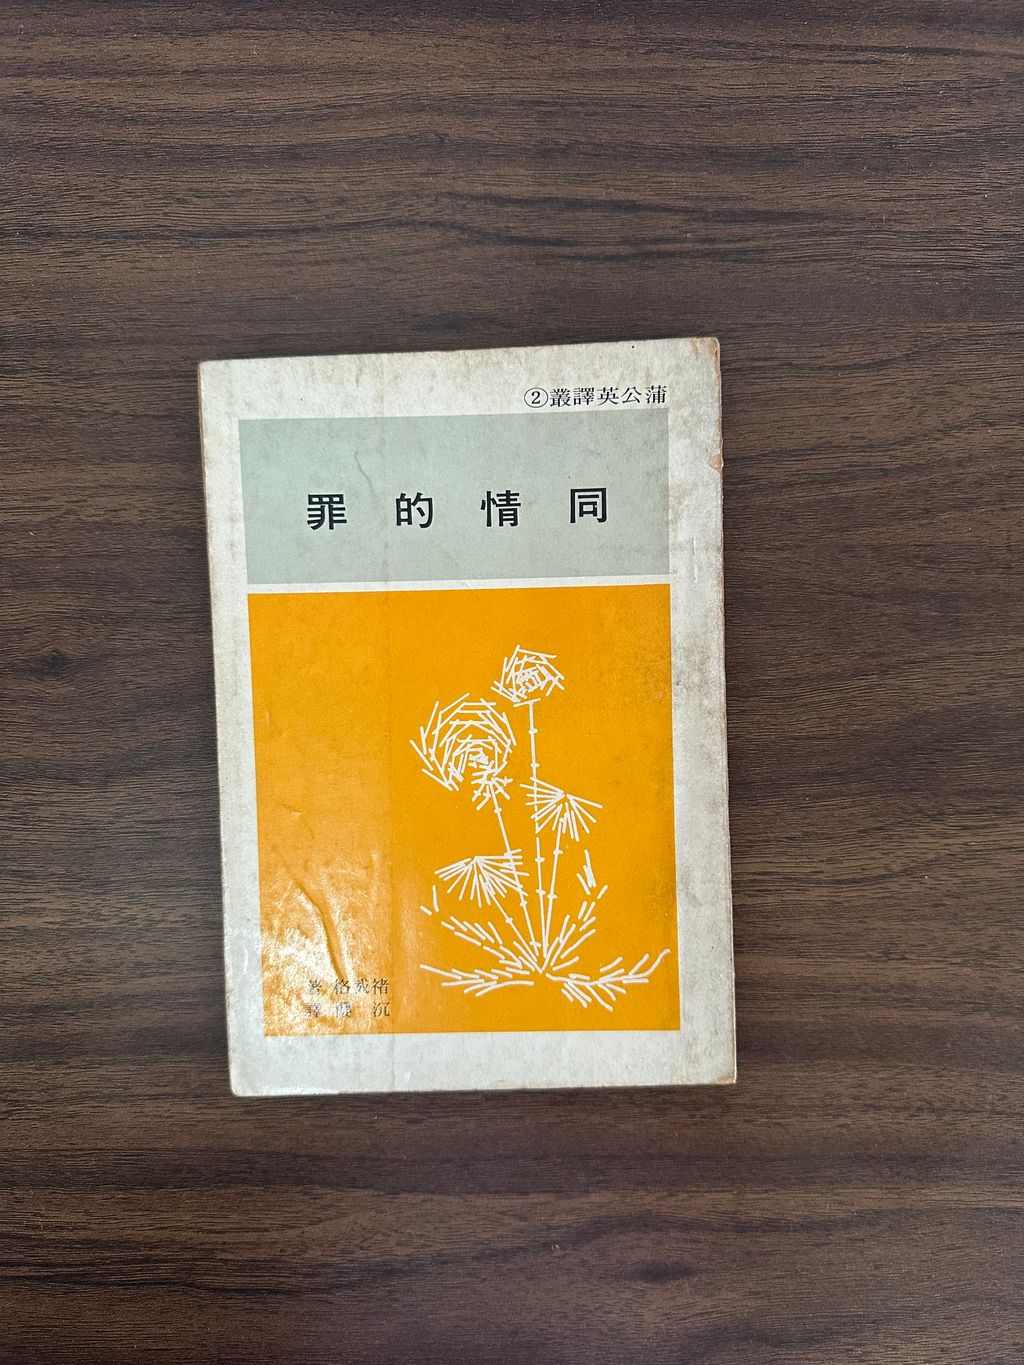 蒲公英譯叢②
同情的罪
褚威格 著
沉櫻 譯